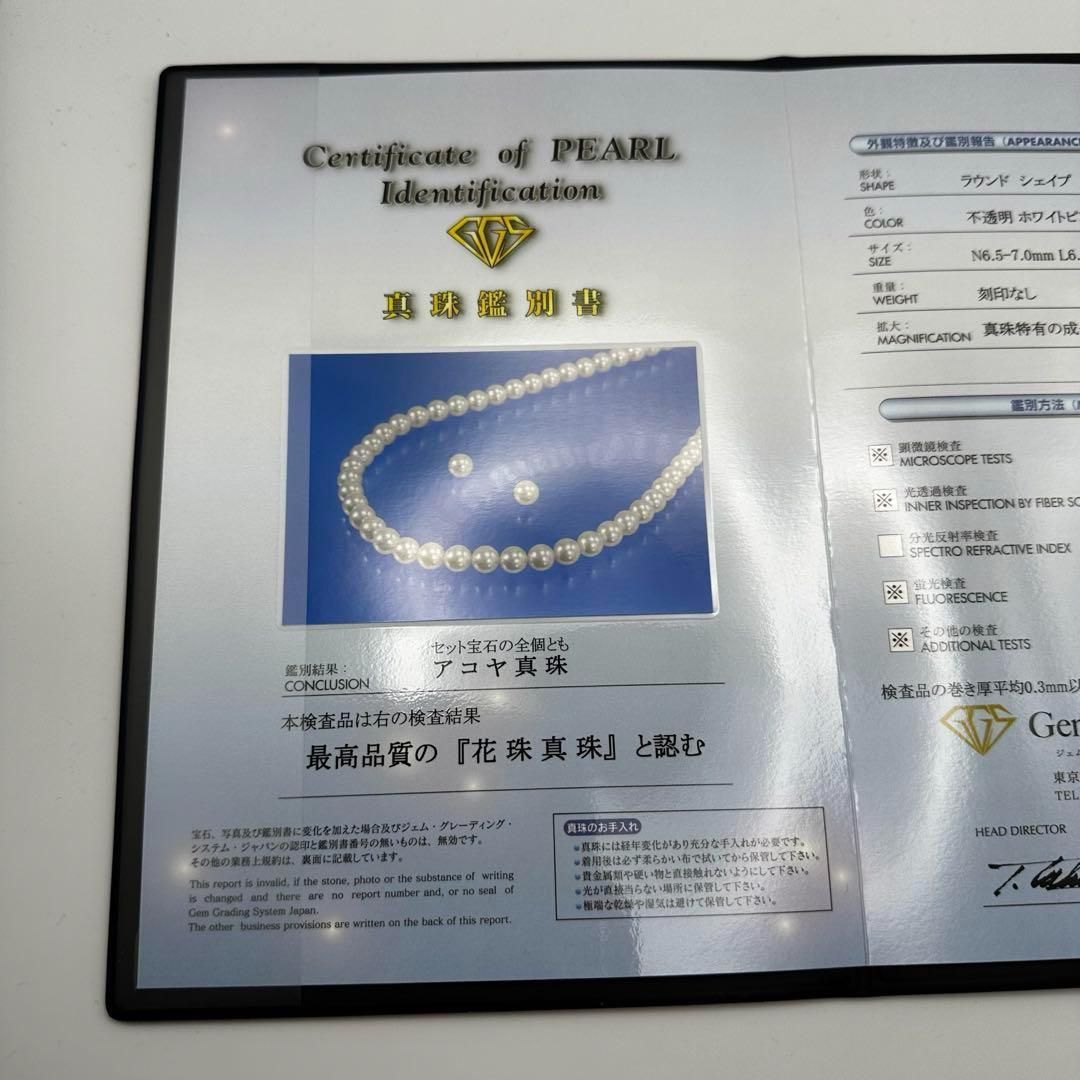 Certificate of PEARL
Identification
GGS
真珠鑑別書
セット宝石の全個とも
鑑別結果：
CONCLUSION
アコヤ真珠
本検査品は右の検査結果
最高品質の『花珠真珠』と認む
宝石、写真及び鑑別書に変化を加えた場合及びジェム・グレーディング・
システム・ジャパンの認印と鑑別書番号の無いものは、無効です。
その他の業務上規約は、裏面に記載しています。
This report is invalid, if the stone, photo or the substance of writing
is changed and there are no report number and, or no seal of
Gem Grading System Japan.
The other business provisions are written on the back of this report.
真珠のお手入れ
真珠には経年変化があり充分な手入れが必要です。
着用後は必ず柔らかい布で拭いてから保管して下さい。
貴金属類や硬い物と直接触れないようにして下さい。
光が直接当らない場所に保管して下さい。
極端な乾燥や湿気は避けて保管して下さい。
外観特徴及び鑑別報告（APPEARANC
形状：
SHAPE
ラウンド シェイプ
色：
COLOR
不透明 ホワイトピ
サイズ：
SIZE
N6.5-7.0mm L6.
重量：
WEIGHT
刻印なし
拡大：
MAGNIFICATION
真珠特有の成
鑑別方法（
※ 顕微鏡検査
MICROSCOPE TESTS
※ 光透過検査
INNER INSPECTION BY FIBER SC
分光反射率検査
SPECTRO REFRACTIVE INDEX
※ 蛍光検査
FLUORESCENCE
※ その他の検査
ADDITIONAL TESTS
検査品の巻き厚平均0.3mm以
GGS Gem
ジェム
東京
TEL
HEAD DIRECTOR